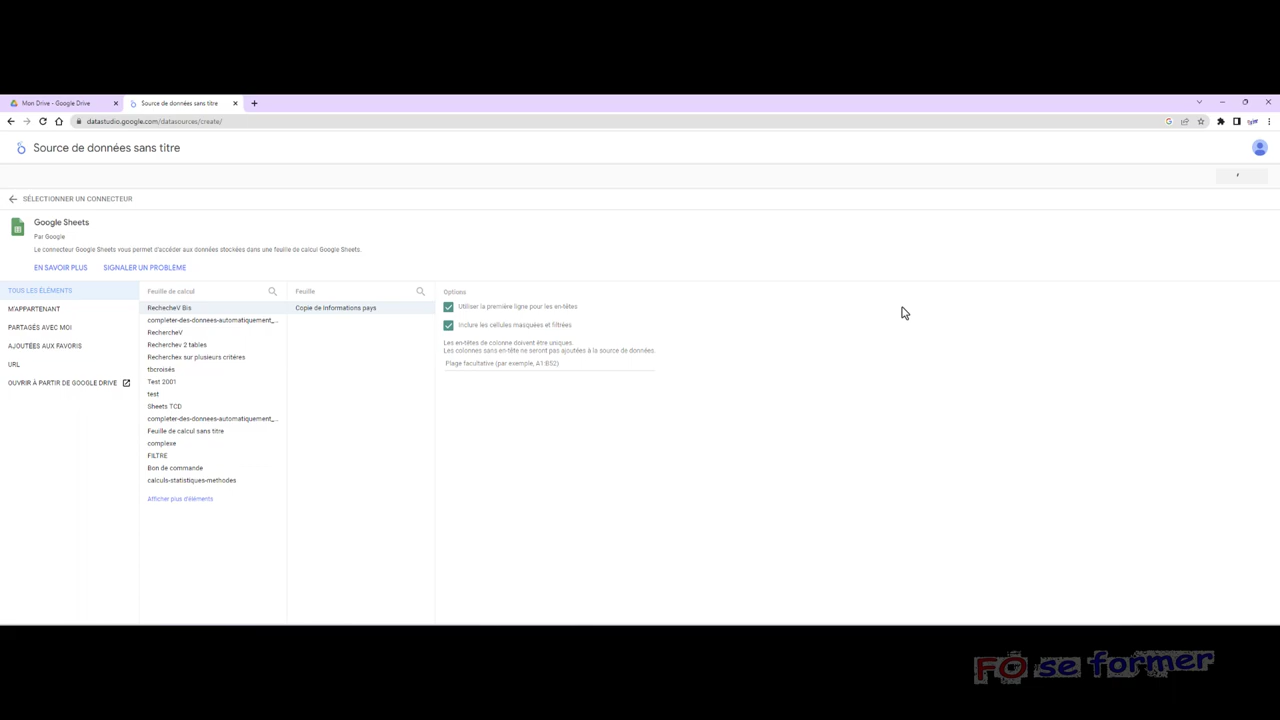 Mon Drive - Google Drive
Source de données sans titre
datastudio.google.com/datasources/create/
Source de données sans titre
SÉLECTIONNER UN CONNECTEUR
Google Sheets
Par Google
Le connecteur Google Sheets vous permet d'accéder aux données stockées dans une feuille de calcul Google Sheets.
EN SAVOIR PLUS
SIGNALER UN PROBLÈME
TOUS LES ÉLÉMENTS
M'APPARTENANT
PARTAGÉS AVEC MOI
AJOUTÉES AUX FAVORIS
URL
OUVRIR À PARTIR DE GOOGLE DRIVE
Feuille de calcul
RechecheV Bis
completer-des-donnees-automatiquement_...
RechercheV
Recherchev 2 tables
Recherchex sur plusieurs critères
tbcroisés
Test 2001
test
Sheets TCD
completer-des-donnees-automatiquement_...
Feuille de calcul sans titre
complexe
FILTRE
Bon de commande
calculs-statistiques-methodes
Afficher plus d'éléments
Feuille
Copie de Informations pays
Options
Utiliser la première ligne pour les en-têtes
Inclure les cellules masquées et filtrées
Les en-têtes de colonne doivent être uniques.
Les colonnes sans en-tête ne seront pas ajoutées à la source de données.
Plage facultative (par exemple, A1:B52)
FO se former